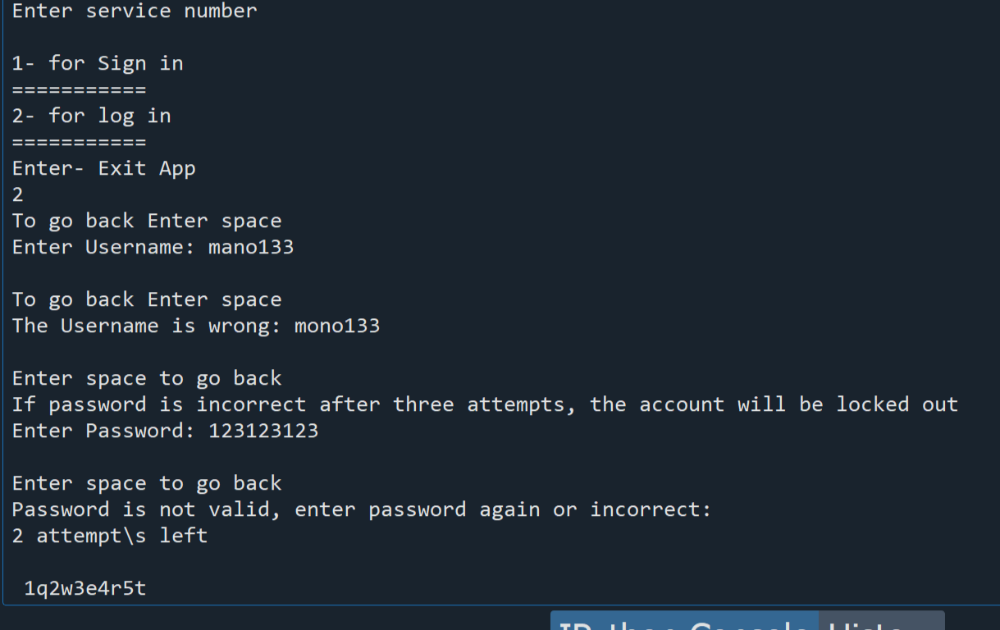 Enter service number
1- for Sign in
===========
2- for log in
===========
Enter- Exit App
2
To go back Enter space
Enter Username: mano133
To go back Enter space
The Username is wrong: mono133
Enter space to go back
If password is incorrect after three attempts, the account will be locked out
Enter Password: 123123123
Enter space to go back
Password is not valid, enter password again or incorrect:
2 attempt\s left
1q2w3e4r5t
Console